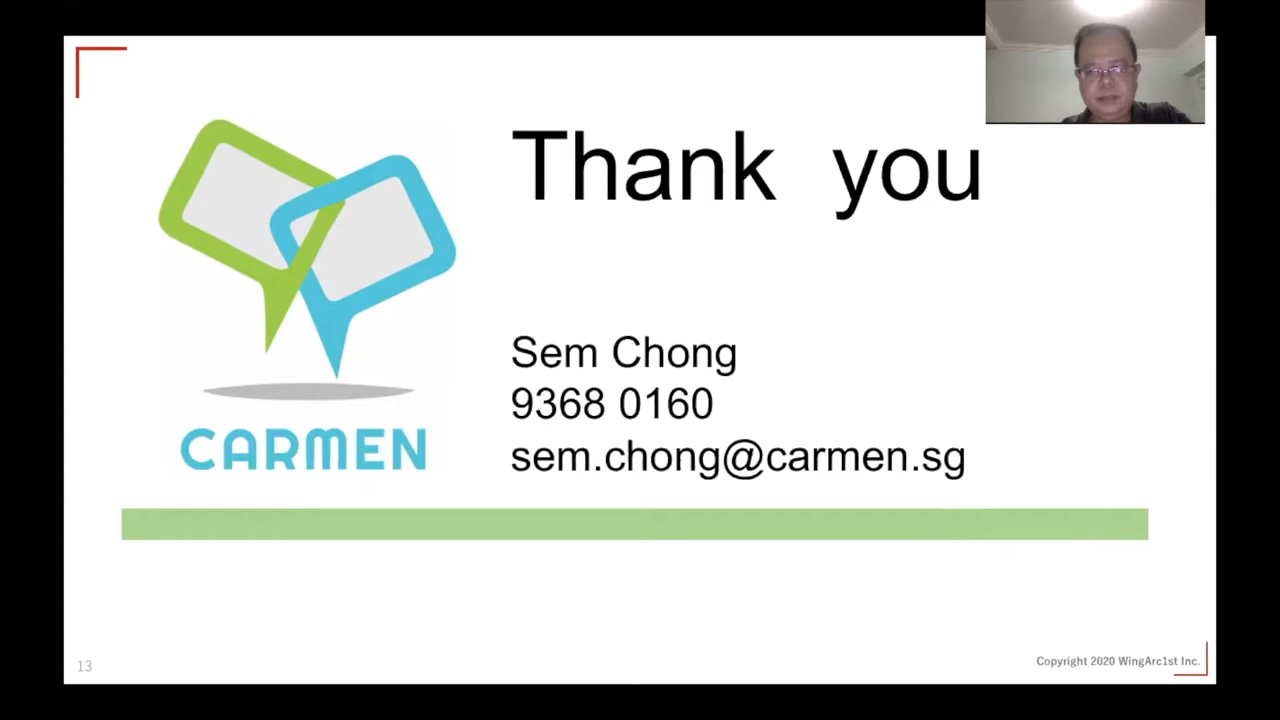 Thank you
Sem Chong
9368 0160
sem.chong@carmen.sg
CARMEN
13
Copyright 2020 WingArc1st Inc.